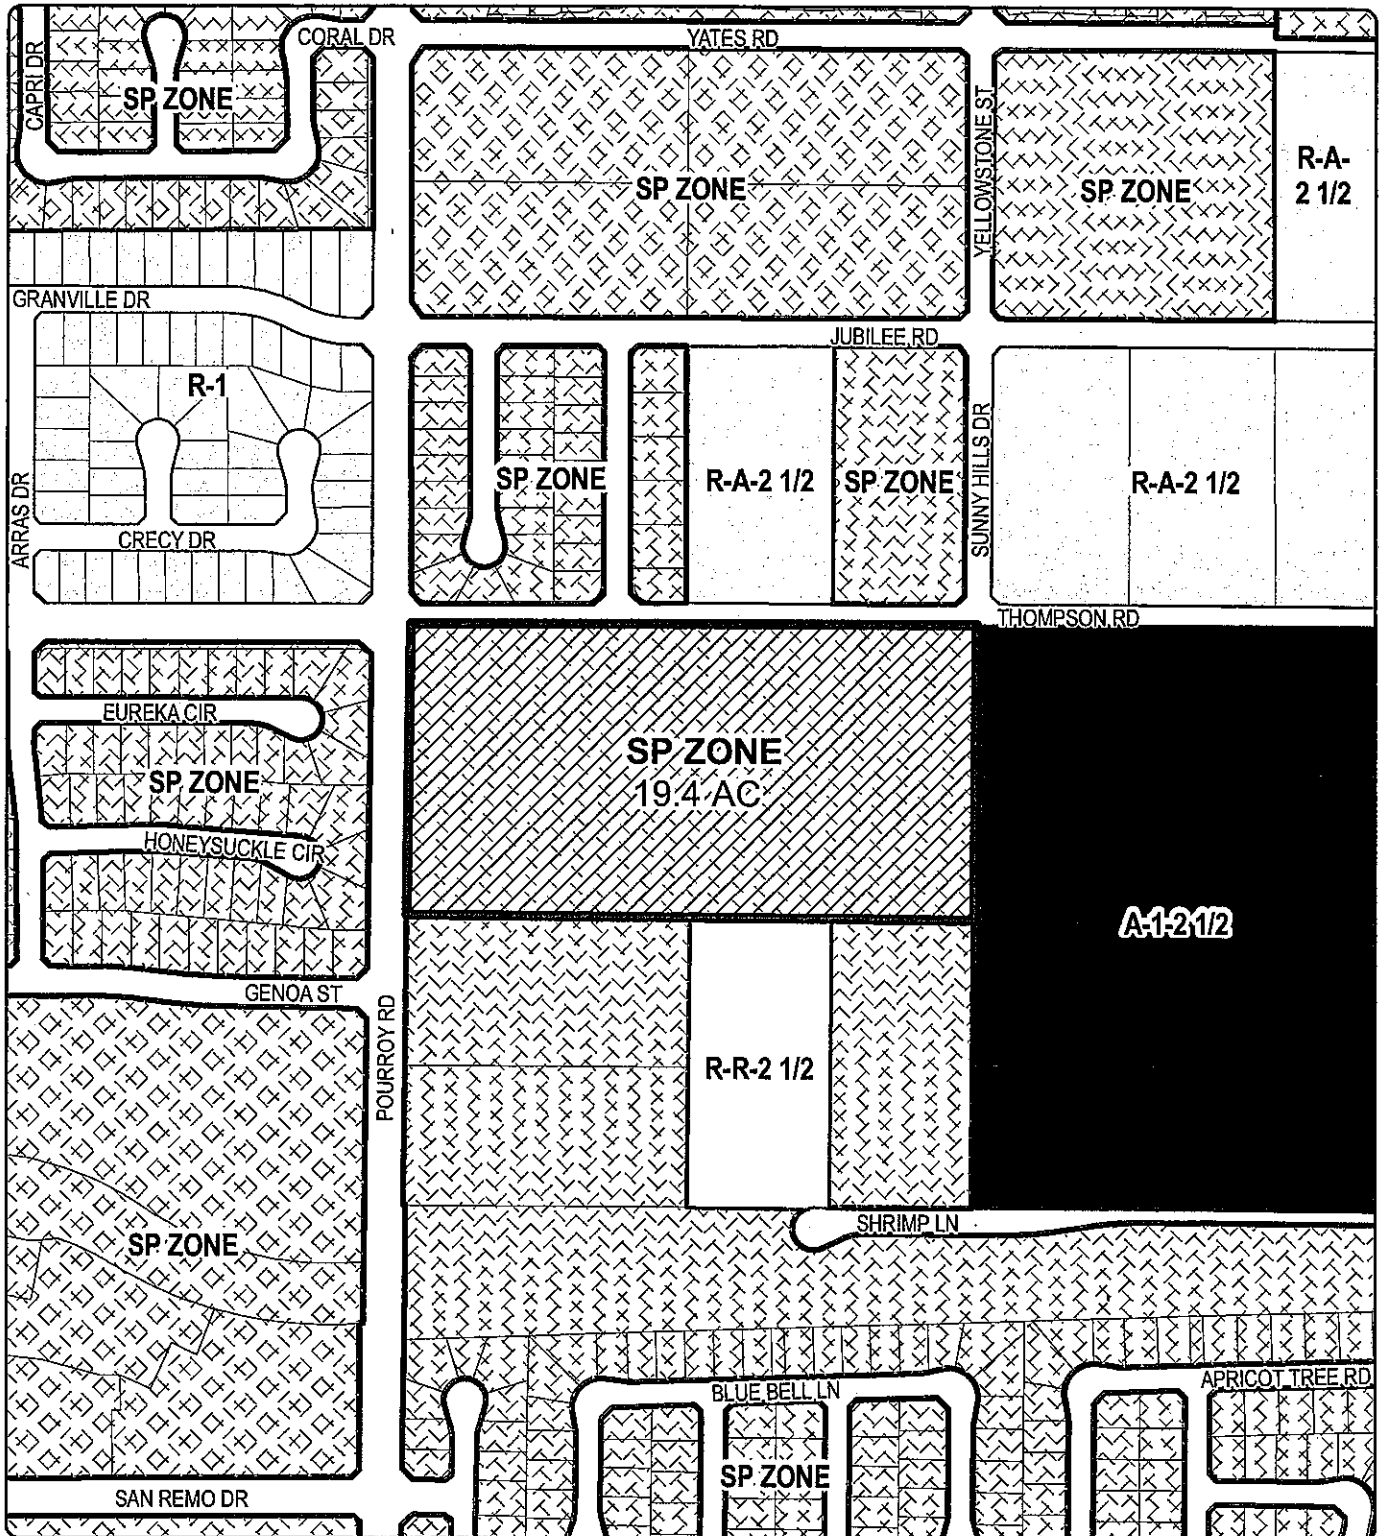 CORAL DR
YATES RD
CAPRI DR
SP ZONE
YELLOWSTONE ST
R-A-
2 1/2
SP ZONE
SP ZONE
GRANVILLE DR
JUBILEE RD
R-1
SUNNY HILLS DR
SP ZONE
R-A-2 1/2
SP ZONE
R-A-2 1/2
ARRAS DR
CRECY DR
THOMPSON RD
EUREKA CIR
SP ZONE
19.4 AC
SP ZONE
HONEYSUCKLE CIR
A-1-2 1/2
GENOA ST
POURROY RD
R-R-2 1/2
SHRIMP LN
SP ZONE
BLUE BELL LN
APRICOT TREE RD
SP ZONE
SAN REMO DR